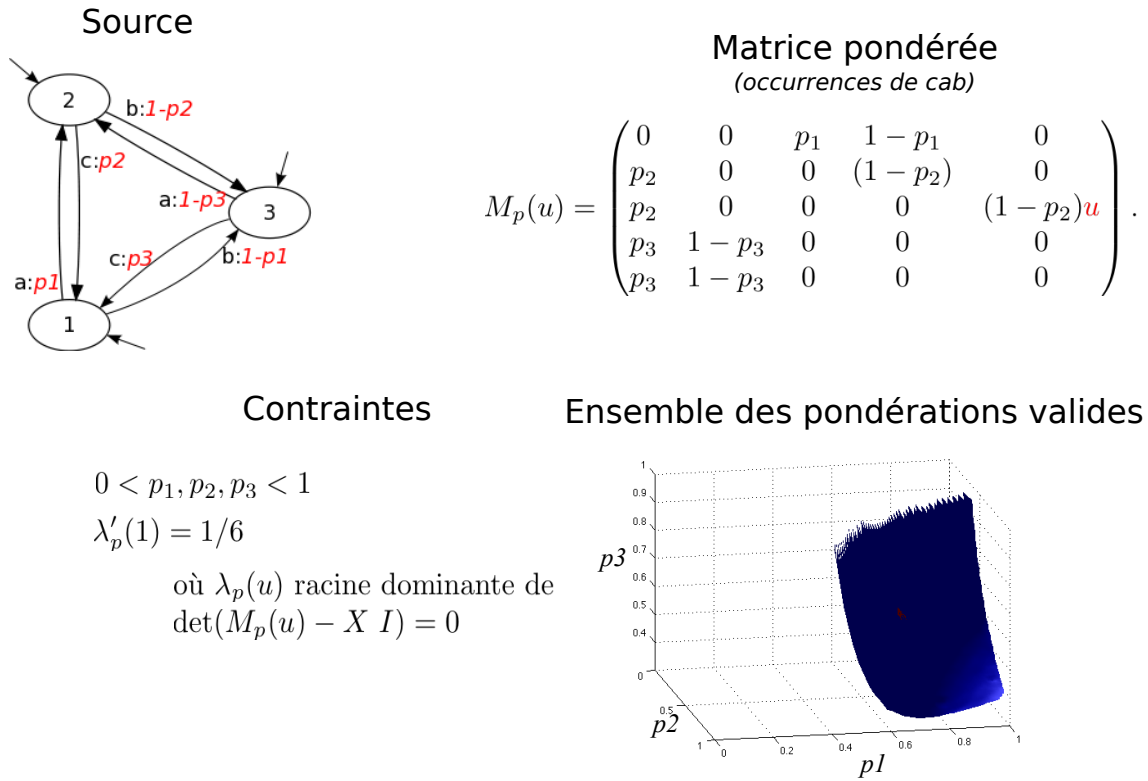 Source
2
b:1-p2
c:p2
a:1-p3
3
c:p3
b:1-p1
a:p1
1
Matrice pondérée
(occurrences de cab)
M_p(u) = ( 0 0 p_1 1 − p_1 0
p_2 0 0 (1 − p_2) 0
p_2 0 0 0 (1 − p_2)u
p_3 1 − p_3 0 0 0
p_3 1 − p_3 0 0 0 ) .
Contraintes
0 < p_1, p_2, p_3 < 1
λ′_p(1) = 1/6
où λ_p(u) racine dominante de
det(M_p(u) − X I) = 0
Ensemble des pondérations valides
1
0.9
0.8
0.7
p3
0.6
0.5
0.4
0
0.5
p2
1
0
0.2
0.4
0.6
0.8
1
p1